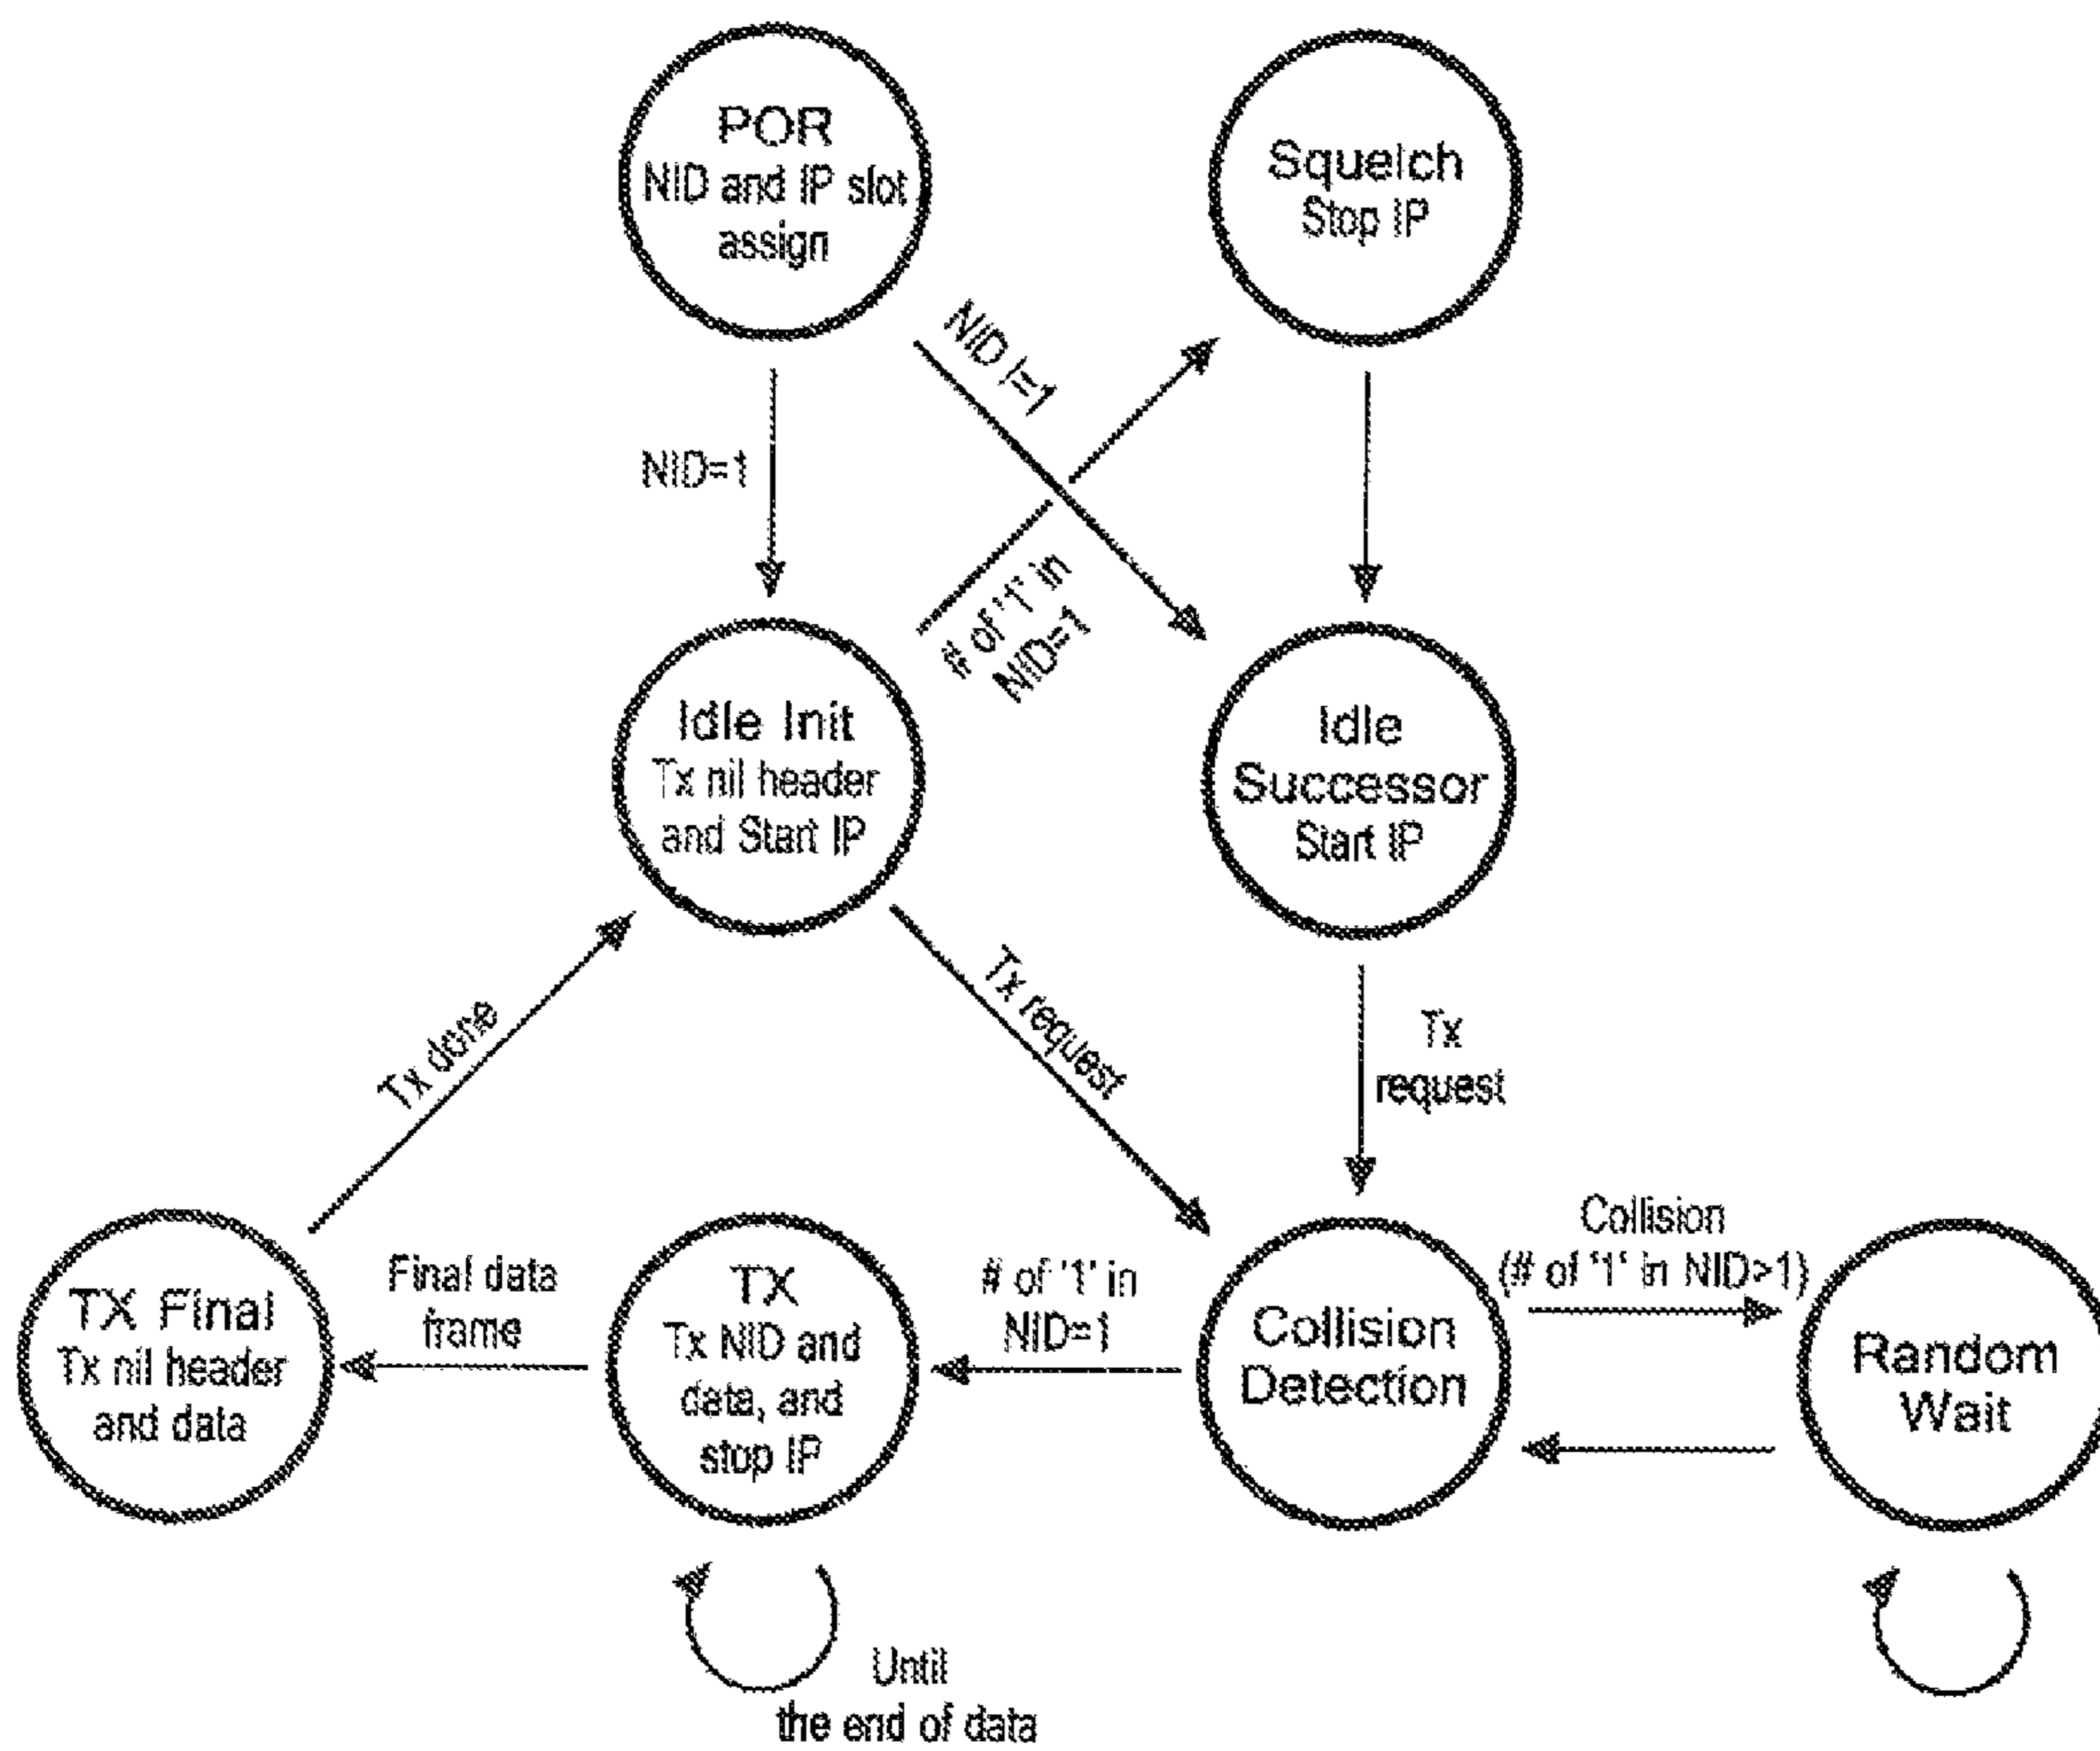 POR
NID and IP slot
assign
Squelch
Stop IP
NID !=1
NID=1
# of '1' in
NID=1
Idle Init
Tx nil header
and Start IP
Idle
Successor
Start IP
Tx done
Tx request
Tx
request
TX Final
Tx nil header
and data
Final data
frame
TX
Tx NID and
data, and
stop IP
# of '1' in
NID=1
Collision
Detection
Collision
(# of '1' in NID>1)
Random
Wait
Until
the end of data